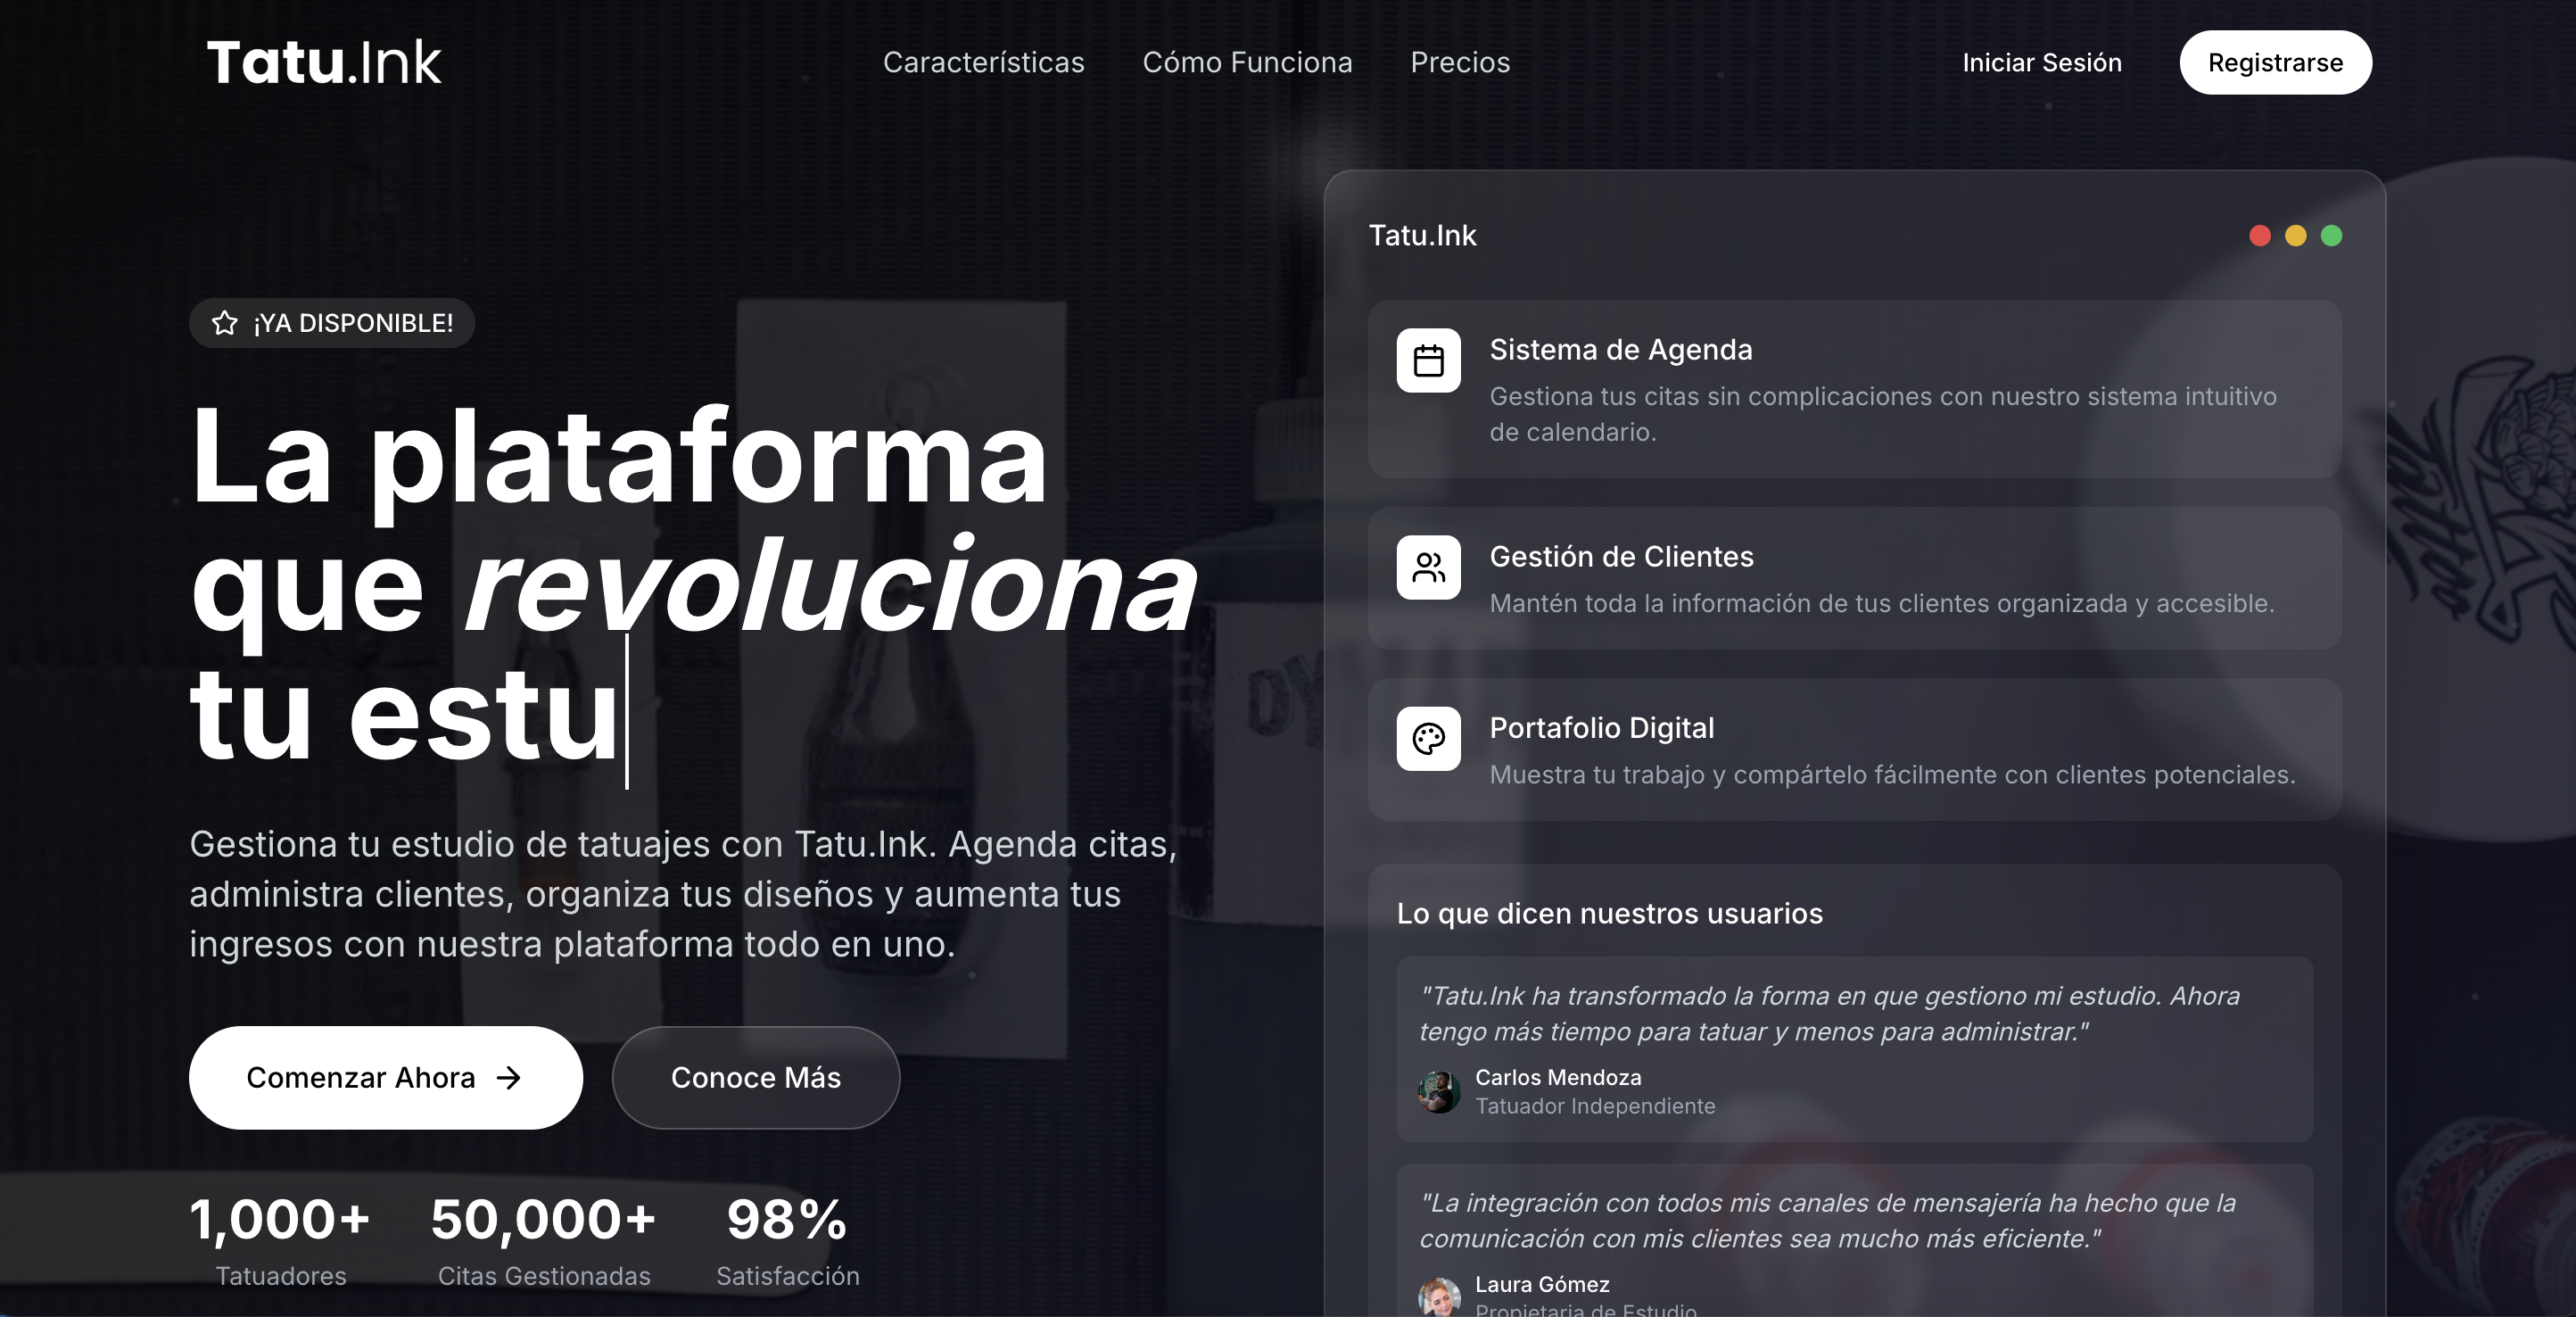 Tatu.Ink
Características
Cómo Funciona
Precios
Iniciar Sesión
Registrarse
¡YA DISPONIBLE!
La plataforma
que revoluciona
tu estu
Gestiona tu estudio de tatuajes con Tatu.Ink. Agenda citas,
administra clientes, organiza tus diseños y aumenta tus
ingresos con nuestra plataforma todo en uno.
Comenzar Ahora
Conoce Más
1,000+
Tatuadores
50,000+
Citas Gestionadas
98%
Satisfacción
Tatu.Ink
Sistema de Agenda
Gestiona tus citas sin complicaciones con nuestro sistema intuitivo
de calendario.
Gestión de Clientes
Mantén toda la información de tus clientes organizada y accesible.
Portafolio Digital
Muestra tu trabajo y compártelo fácilmente con clientes potenciales.
Lo que dicen nuestros usuarios
"Tatu.Ink ha transformado la forma en que gestiono mi estudio. Ahora
tengo más tiempo para tatuar y menos para administrar."
Carlos Mendoza
Tatuador Independiente
"La integración con todos mis canales de mensajería ha hecho que la
comunicación con mis clientes sea mucho más eficiente."
Laura Gómez
Propietaria de Estudio